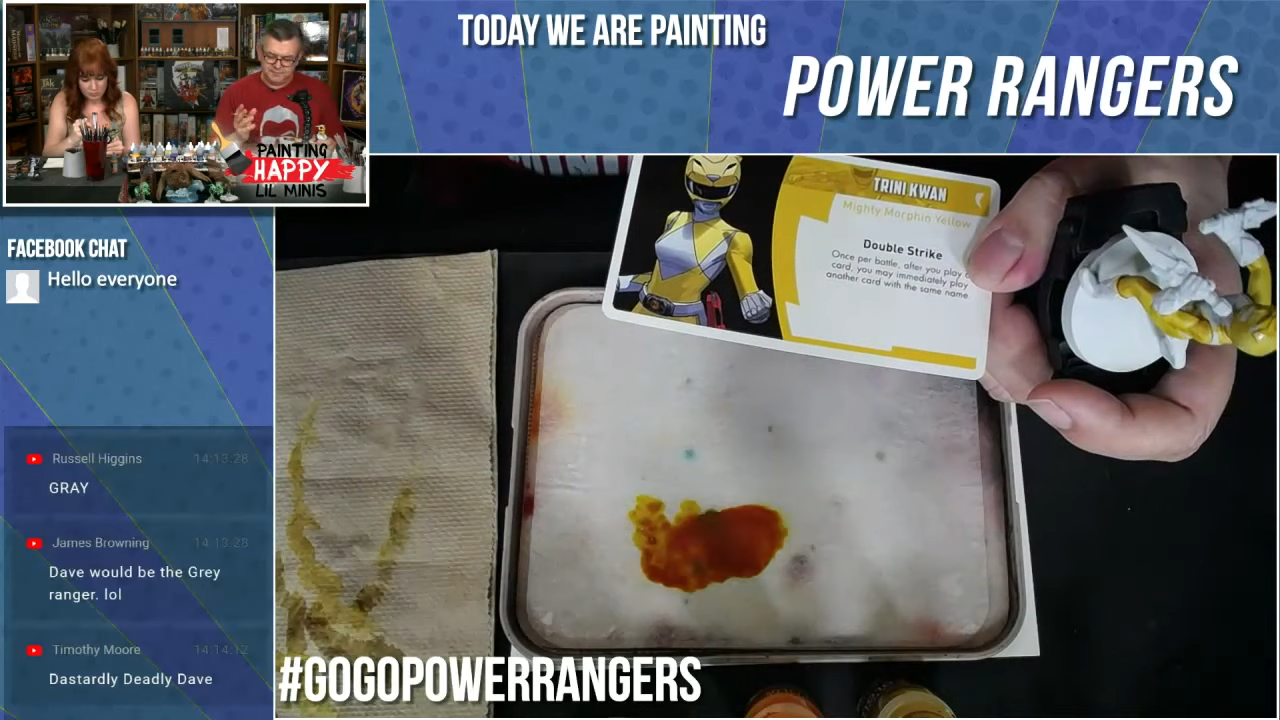 TODAY WE ARE PAINTING
POWER RANGERS
PAINTING
HAPPY
LIL MINIS
FACEBOOK CHAT
Hello everyone
Russell Higgins 14:13:28
GRAY
James Browning 14:13:28
Dave would be the Grey
ranger. lol
Timothy Moore 14:14:12
Dastardly Deadly Dave
TRINI KWAN
Mighty Morphin Yellow
Double Strike
Once per battle, after you play a
card, you may immediately play
another card with the same name.
#GOGOPOWERRANGERS